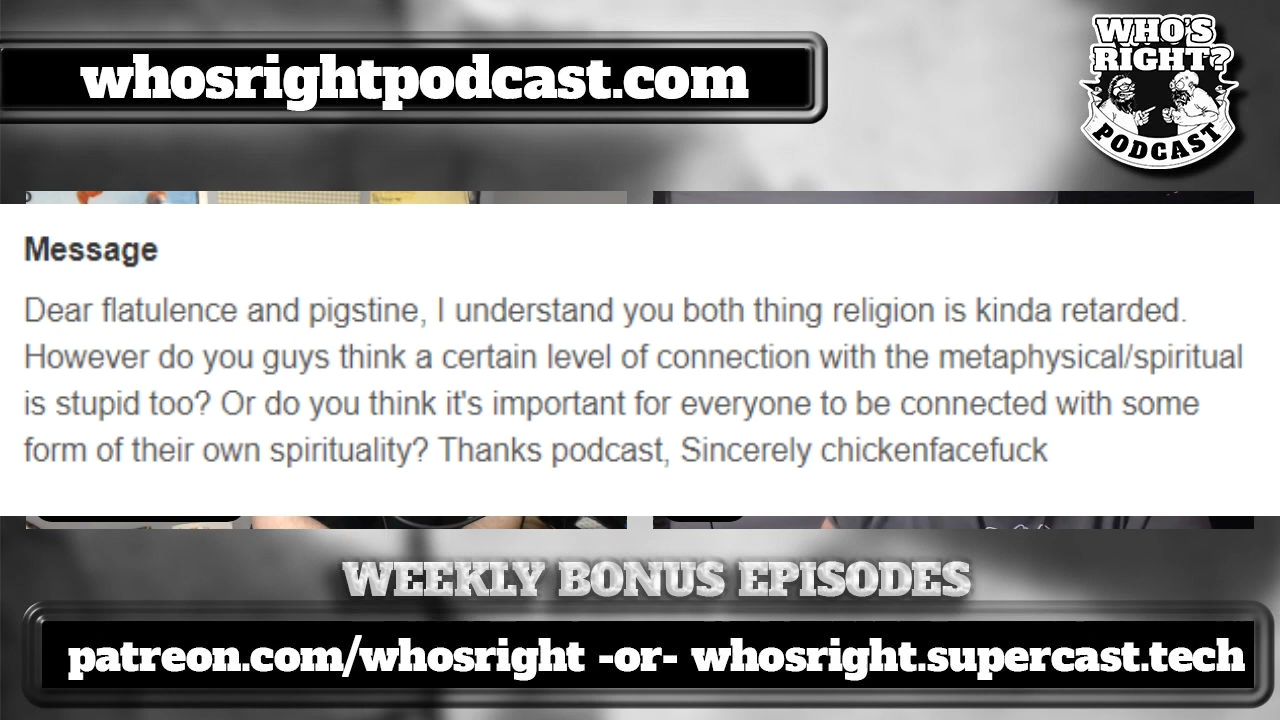 whosrightpodcast.com
WHO'S
RIGHT?
PODCAST
Message
Dear flatulence and pigstine, I understand you both thing religion is kinda retarded.
However do you guys think a certain level of connection with the metaphysical/spiritual
is stupid too? Or do you think it's important for everyone to be connected with some
form of their own spirituality? Thanks podcast, Sincerely chickenfacefuck
WEEKLY BONUS EPISODES
patreon.com/whosright -or- whosright.supercast.tech